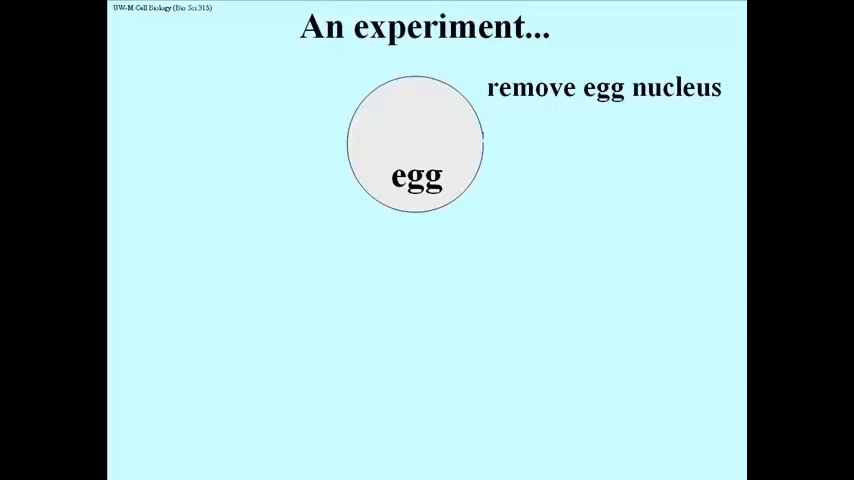 UW-M Cell Biology (Bio Sci 315)
An experiment...
remove egg nucleus
egg